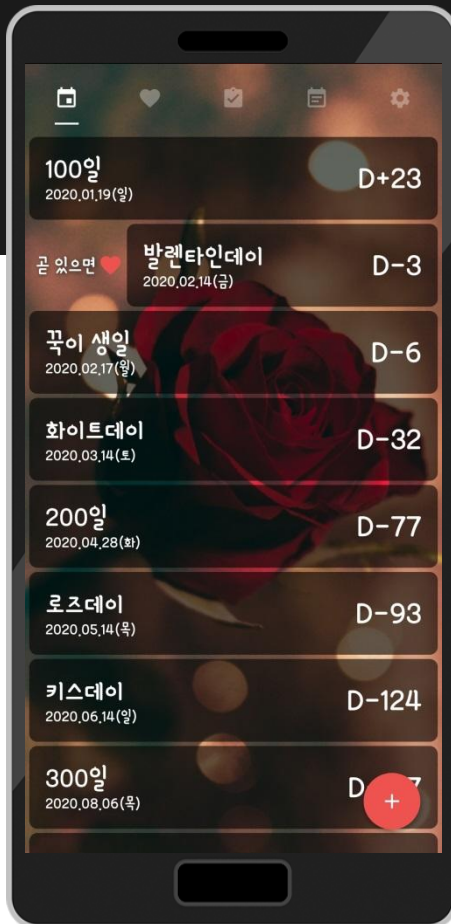 100일
2020.01.19(일)
D+23
곧 있으면
발렌타인데이
2020.02.14(금)
D-3
꾹이 생일
2020.02.17(월)
D-6
화이트데이
2020.03.14(토)
D-32
200일
2020.04.28(화)
D-77
로즈데이
2020.05.14(목)
D-93
키스데이
2020.06.14(일)
D-124
300일
2020.08.06(목)